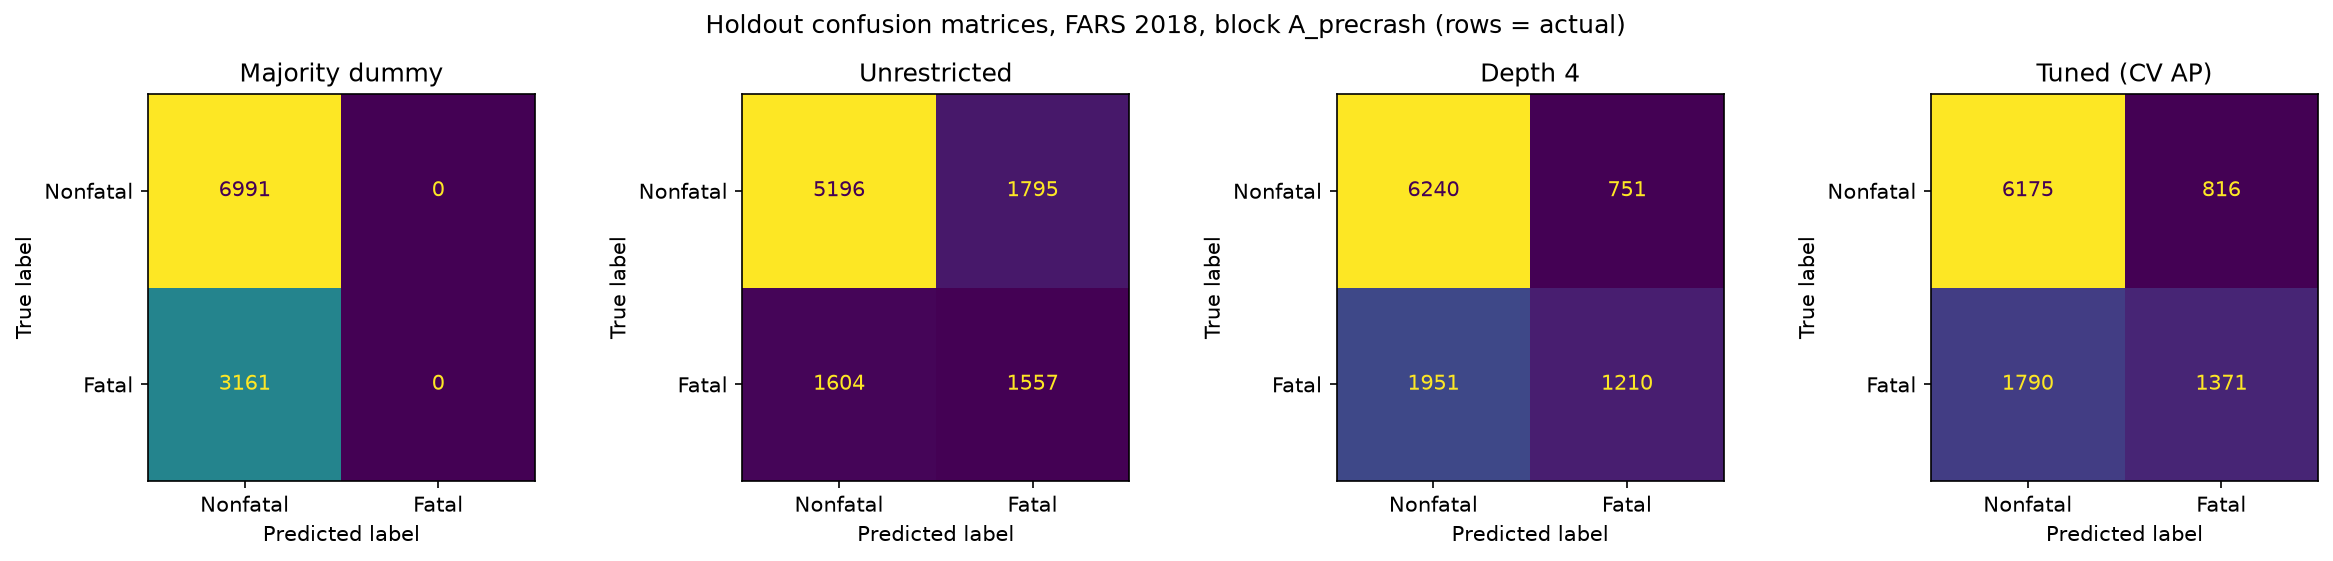 Holdout confusion matrices, FARS 2018, block A_precrash (rows = actual)
Majority dummy
True label
Nonfatal
6991
0
Fatal
3161
0
Nonfatal
Fatal
Predicted label
Unrestricted
True label
Nonfatal
5196
1795
Fatal
1604
1557
Nonfatal
Fatal
Predicted label
Depth 4
True label
Nonfatal
6240
751
Fatal
1951
1210
Nonfatal
Fatal
Predicted label
Tuned (CV AP)
True label
Nonfatal
6175
816
Fatal
1790
1371
Nonfatal
Fatal
Predicted label